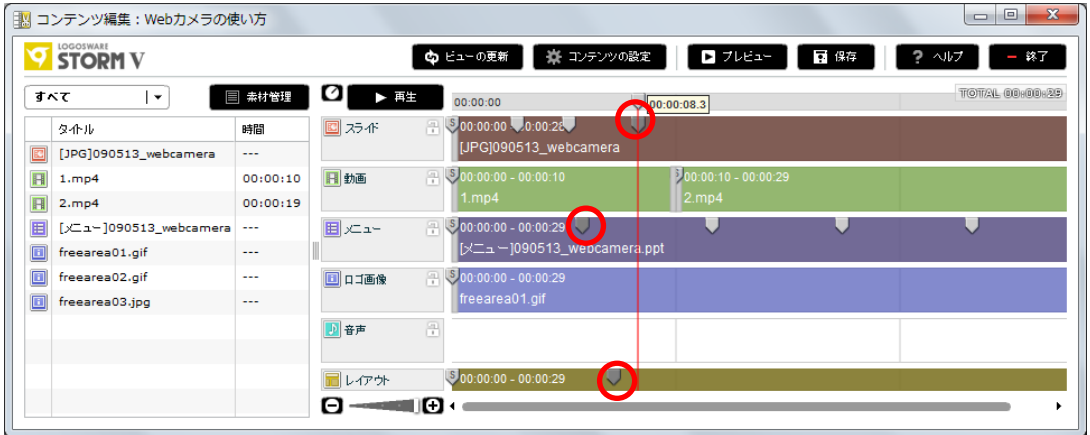 コンテンツ編集：Webカメラの使い方
LOGOSWARE
STORM V
ビューの更新 コンテンツの設定 プレビュー 保存 ? ヘルプ 終了
すべて 素材管理 再生 00:00:00 00:00:08.3 TOTAL 00:00:29
タイトル 時間
[JPG]090513_webcamera ---
1.mp4 00:00:10
2.mp4 00:00:19
[メニュー]090513_webcamera ---
freearea01.gif ---
freearea02.gif ---
freearea03.jpg ---
スライド S 00:00:00 0:00:28
[JPG]090513_webcamera
動画 S 00:00:00 - 00:00:10 S 00:00:10 - 00:00:29
1.mp4 2.mp4
メニュー S 00:00:00 - 00:00:29
[メニュー]090513_webcamera.ppt
ロゴ画像 S 00:00:00 - 00:00:29
freearea01.gif
音声
レイアウト S 00:00:00 - 00:00:29